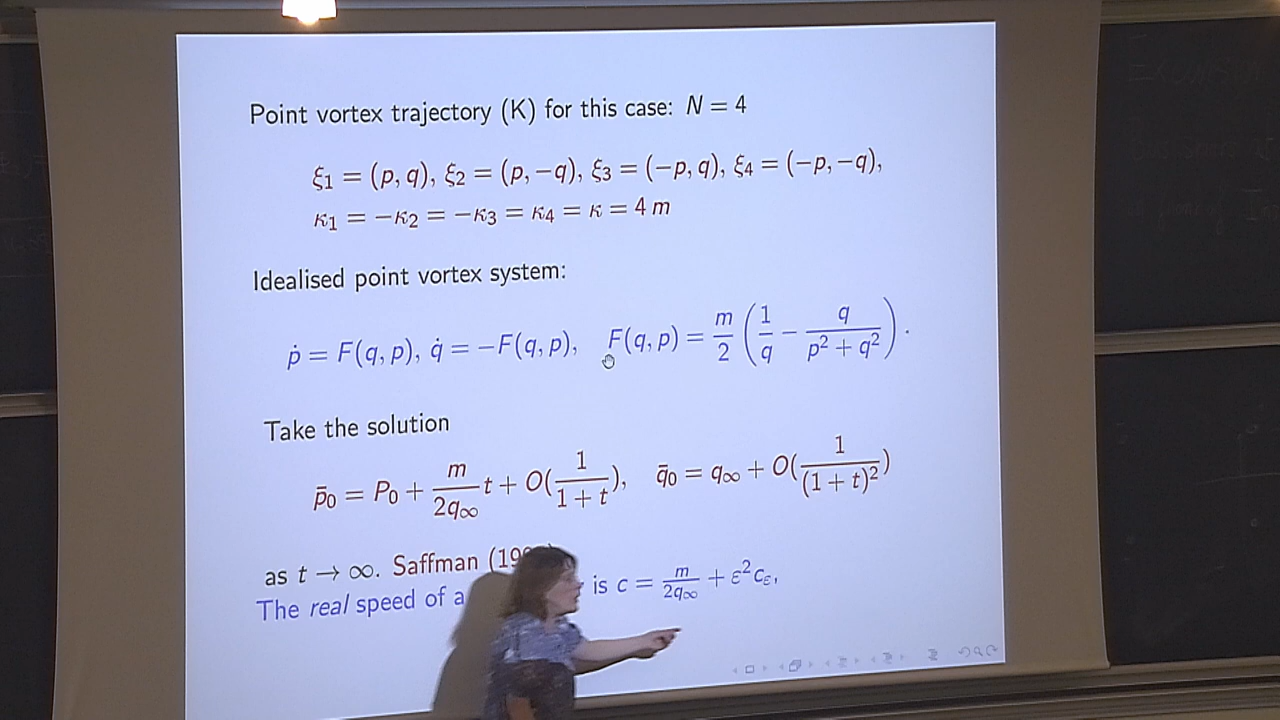 Point vortex trajectory (K) for this case: N = 4
ξ₁ = (p, q), ξ₂ = (p, −q), ξ₃ = (−p, q), ξ₄ = (−p, −q),
κ₁ = −κ₂ = −κ₃ = κ₄ = κ = 4 m
Idealised point vortex system:
ṗ = F(q, p), q̇ = −F(q, p), F(q, p) = m/2 (1/q − q/(p² + q²)).
Take the solution
p̄₀ = P₀ + m/(2q∞) t + O(1/(1 + t)), q̄₀ = q∞ + O(1/(1 + t)²)
as t → ∞. Saffman (19
The real speed of a is c = m/(2q∞) + ε²c_ε,